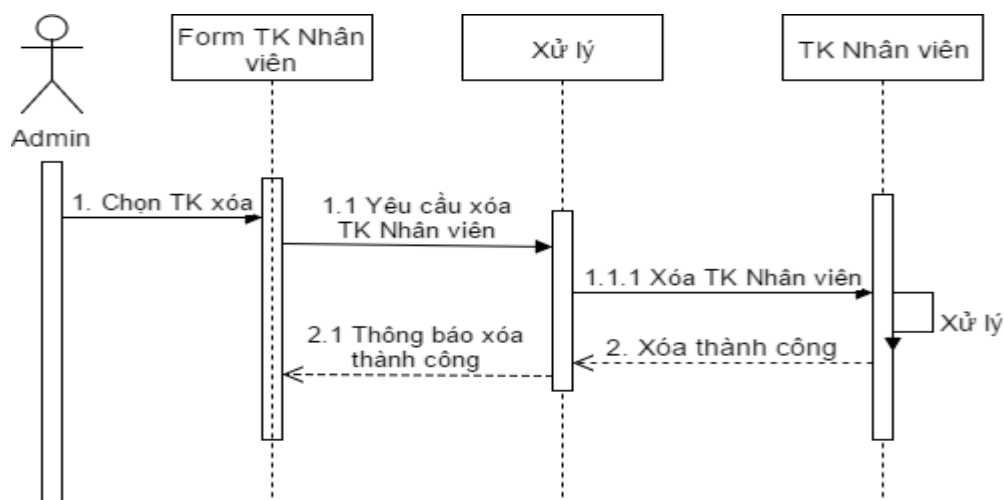 Form TK Nhân
viên
Xử lý
TK Nhân viên
Admin
1. Chọn TK xóa
1.1 Yêu cầu xóa
TK Nhân viên
1.1.1 Xóa TK Nhân viên
Xử lý
2.1 Thông báo xóa
thành công
2. Xóa thành công